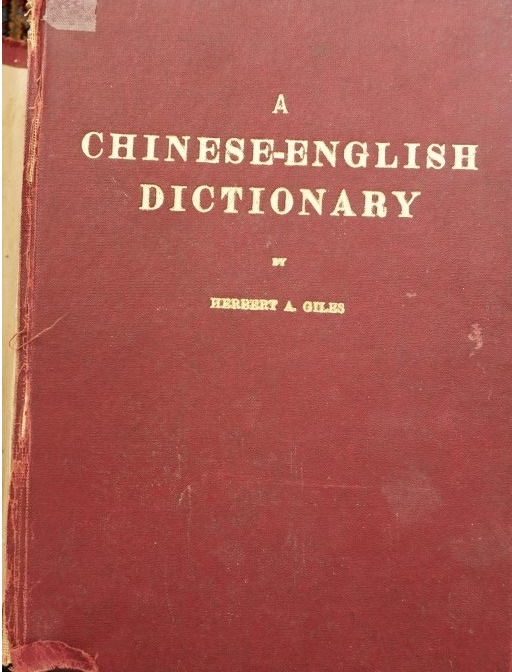 A
CHINESE-ENGLISH
DICTIONARY
BY
HERBERT A. GILES